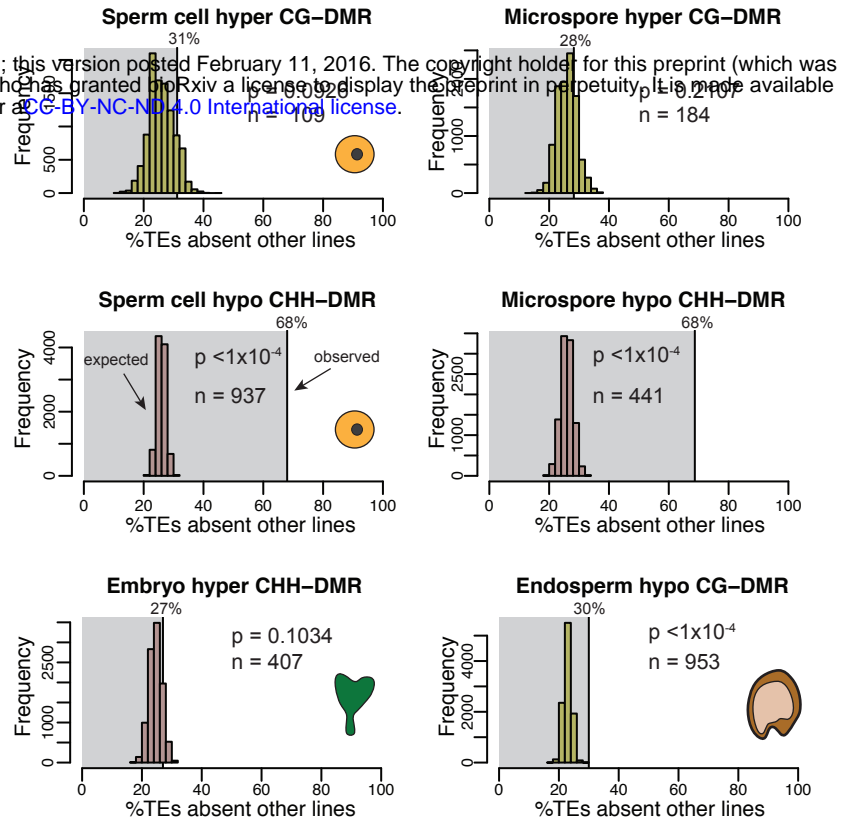 Sperm cell hyper CG–DMR
Microspore hyper CG–DMR
31%
28%
; this version posted February 11, 2016. The copyright holder for this preprint (which was
has granted bioRxiv a license to display the preprint in perpetuity. It is made available
CC-BY-NC-ND 4.0 International license.
p = 0.0926
n = 109
p = 0.2107
n = 184
Frequency
0 500
Frequency
0 1000
0 20 40 60 80 100
%TEs absent other lines
0 20 40 60 80 100
%TEs absent other lines
Sperm cell hypo CHH–DMR
Microspore hypo CHH–DMR
68%
68%
expected
p <1x10-4
observed
n = 937
p <1x10-4
n = 441
Frequency
0 2000 4000
Frequency
0 1000 2500
0 20 40 60 80 100
%TEs absent other lines
0 20 40 60 80 100
%TEs absent other lines
Embryo hyper CHH–DMR
Endosperm hypo CG–DMR
27%
30%
p = 0.1034
n = 407
p <1x10-4
n = 953
Frequency
0 1000 2500
Frequency
0 2000 4000
0 20 40 60 80 100
%TEs absent other lines
0 20 40 60 80 100
%TEs absent other lines